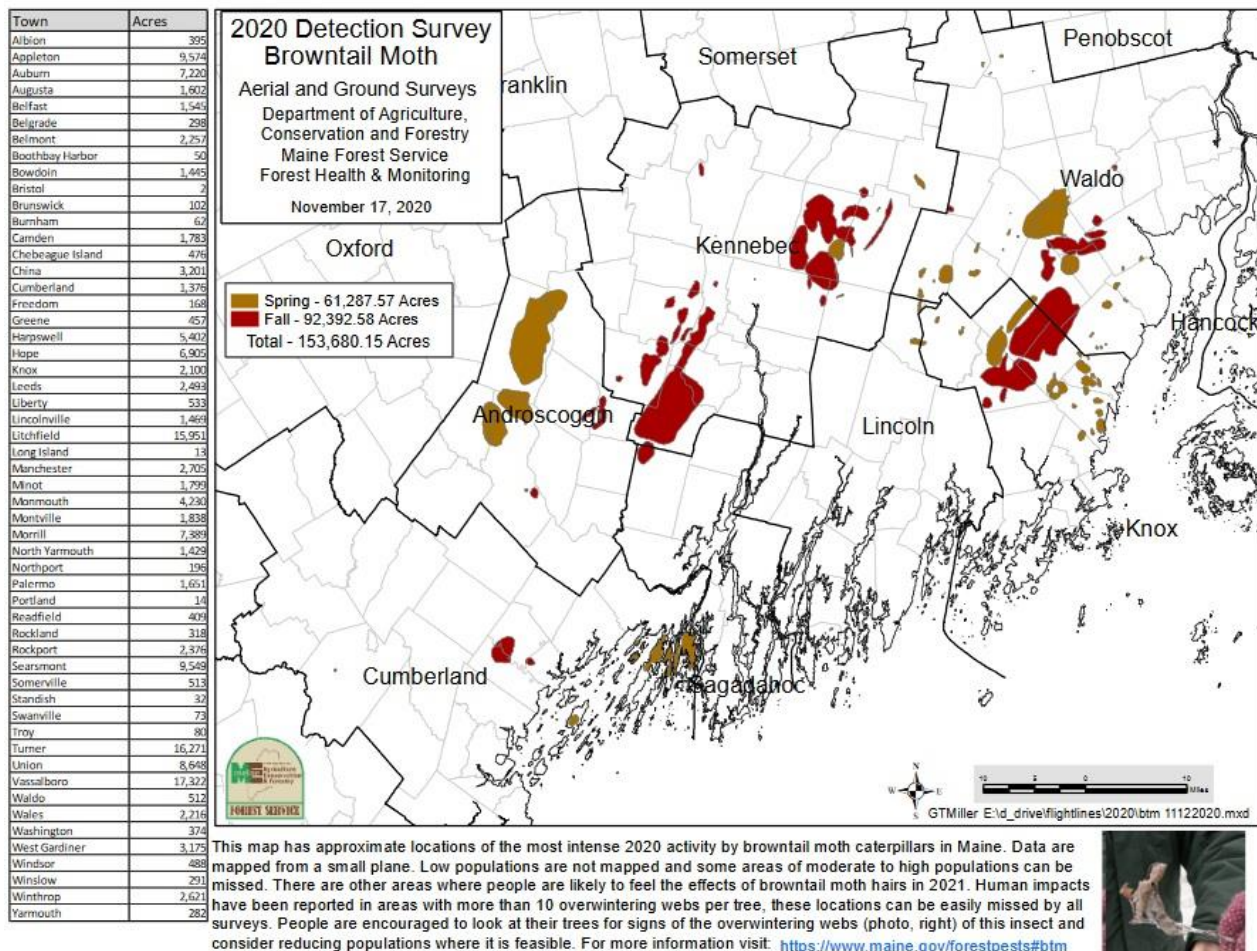 Town Acres
Albion 395
Appleton 9,574
Auburn 7,220
Augusta 1,602
Belfast 1,545
Belgrade 298
Belmont 2,257
Boothbay Harbor 50
Bowdoin 1,445
Bristol 2
Brunswick 102
Burnham 62
Camden 1,783
Chebeague Island 476
China 3,201
Cumberland 1,376
Freedom 168
Greene 457
Harpswell 5,402
Hope 6,905
Knox 2,100
Leeds 2,493
Liberty 533
Lincolnville 1,469
Litchfield 15,951
Long Island 13
Manchester 2,705
Minot 1,799
Monmouth 4,230
Montville 1,838
Morrill 7,389
North Yarmouth 1,429
Northport 196
Palermo 1,651
Portland 14
Readfield 409
Rockland 318
Rockport 2,376
Searsmont 9,549
Somerville 513
Standish 32
Swanville 73
Troy 80
Turner 16,271
Union 8,648
Vassalboro 17,322
Waldo 512
Wales 2,216
Washington 374
West Gardiner 3,175
Windsor 488
Winslow 291
Winthrop 2,621
Yarmouth 282
2020 Detection Survey
Browntail Moth
Aerial and Ground Surveys
Department of Agriculture,
Conservation and Forestry
Maine Forest Service
Forest Health & Monitoring
November 17, 2020
Penobscot
Somerset
ranklin
Waldo
Kennebec
Oxford
Spring - 61,287.57 Acres
Fall - 92,392.58 Acres
Total - 153,680.15 Acres
Hancock
Androscoggin
Lincoln
Knox
Cumberland
Sagadahoc
FOREST SERVICE
N
W E
S
10 5 0 10
Miles
GTMiller E:\d_drive\flightlines\2020\btm 11122020.mxd
This map has approximate locations of the most intense 2020 activity by browntail moth caterpillars in Maine. Data are
mapped from a small plane. Low populations are not mapped and some areas of moderate to high populations can be
missed. There are other areas where people are likely to feel the effects of browntail moth hairs in 2021. Human impacts
have been reported in areas with more than 10 overwintering webs per tree, these locations can be easily missed by all
surveys. People are encouraged to look at their trees for signs of the overwintering webs (photo, right) of this insect and
consider reducing populations where it is feasible. For more information visit: https://www.maine.gov/forestpests#btm